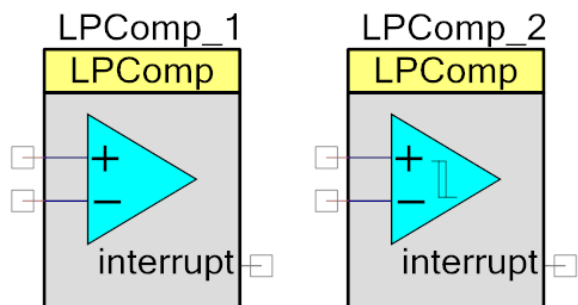 LPComp_1
LPComp
+
−
interrupt
LPComp_2
LPComp
+
−
interrupt